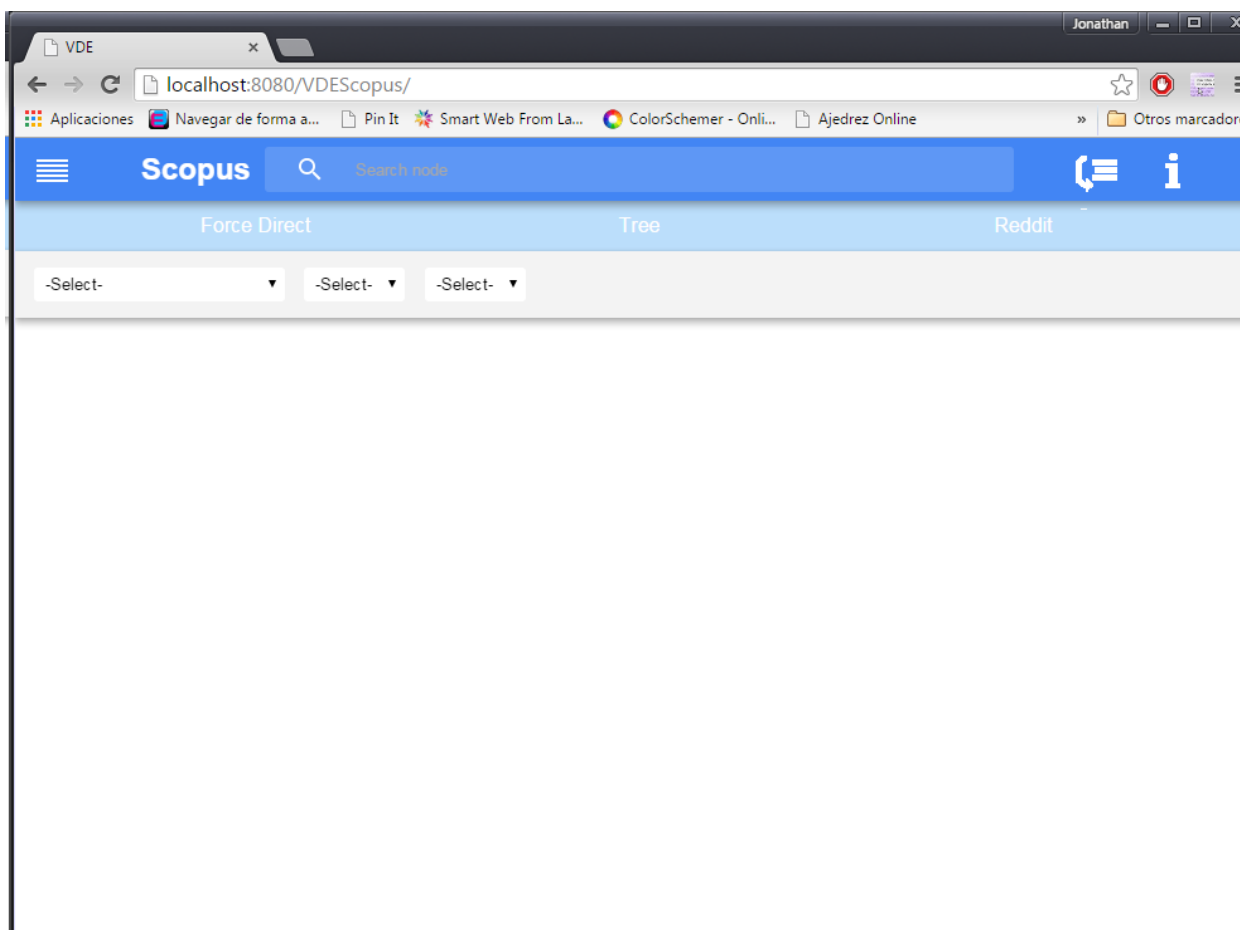 Jonathan
VDE
localhost:8080/VDEScopus/
Aplicaciones Navegar de forma a... Pin It Smart Web From La... ColorSchemer - Onli... Ajedrez Online » Otros marcadore
Scopus Search node
Force Direct Tree Reddit
-Select- -Select- -Select-